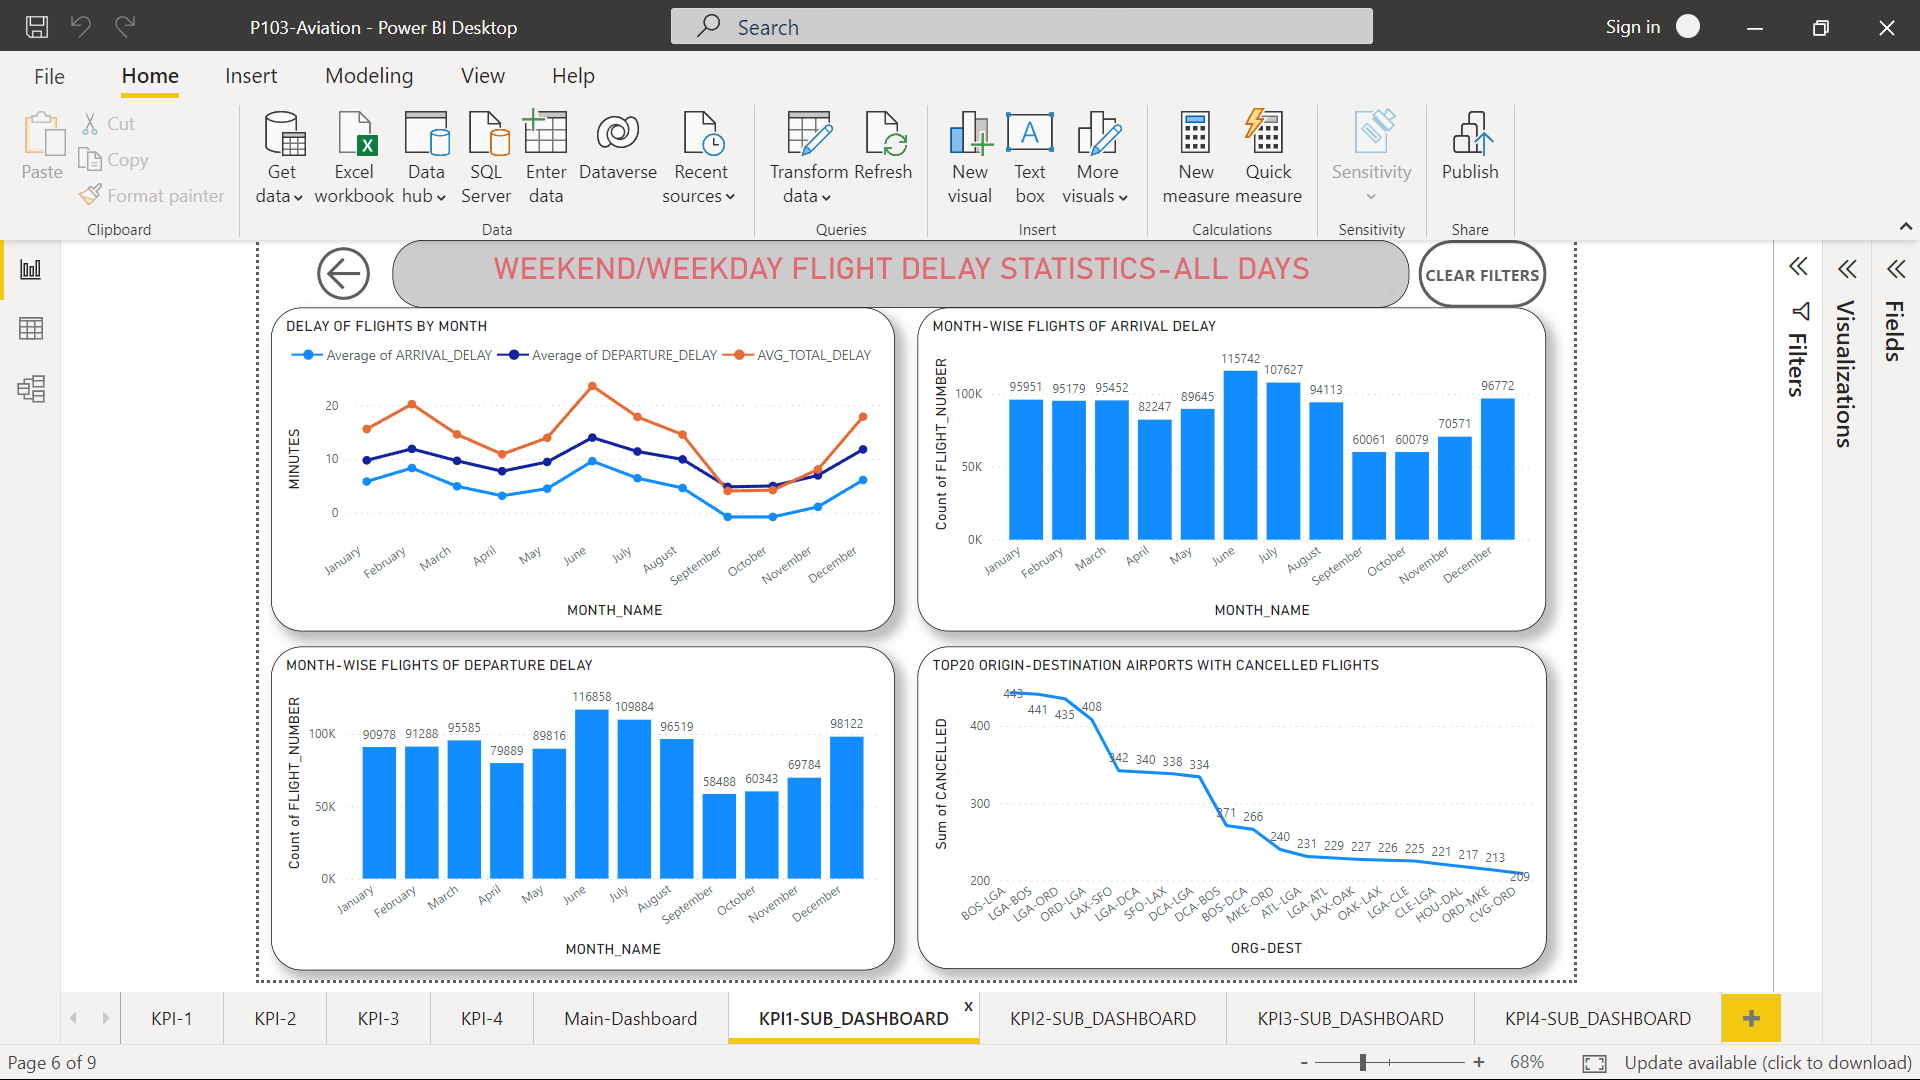 P103-Aviation - Power BI Desktop
Search
Sign in
File Home Insert Modeling View Help
Paste
Cut
Copy
Format painter
Clipboard
Get data
Excel workbook
Data hub
SQL Server
Enter data
Dataverse
Recent sources
Data
Transform data
Refresh
Queries
New visual
Text box
More visuals
Insert
New measure
Quick measure
Calculations
Sensitivity
Sensitivity
Publish
Share
WEEKEND/WEEKDAY FLIGHT DELAY STATISTICS-ALL DAYS
CLEAR FILTERS
Filters
Visualizations
Fields
DELAY OF FLIGHTS BY MONTH
Average of ARRIVAL_DELAY Average of DEPARTURE_DELAY AVG_TOTAL_DELAY
MINUTES
20
10
0
January February March April May June July August September October November December
MONTH_NAME
MONTH-WISE FLIGHTS OF ARRIVAL DELAY
Count of FLIGHT_NUMBER
100K
50K
0K
95951 95179 95452 82247 89645 115742 107627 94113 60061 60079 70571 96772
January February March April May June July August September October November December
MONTH_NAME
MONTH-WISE FLIGHTS OF DEPARTURE DELAY
Count of FLIGHT_NUMBER
100K
50K
0K
90978 91288 95585 79889 89816 116858 109884 96519 58488 60343 69784 98122
January February March April May June July August September October November December
MONTH_NAME
TOP20 ORIGIN-DESTINATION AIRPORTS WITH CANCELLED FLIGHTS
Sum of CANCELLED
400
300
200
443 441 435 408 342 340 338 334 271 266 240 231 229 227 226 225 221 217 213 209
BOS-LGA LGA-BOS LGA-ORD ORD-LGA LAX-SFO LGA-DCA SFO-LAX DCA-LGA DCA-BOS BOS-DCA MKE-ORD ATL-LGA LGA-ATL LAX-OAK OAK-LAX LGA-CLE CLE-LGA HOU-DAL ORD-MKE CVG-ORD
ORG-DEST
KPI-1 KPI-2 KPI-3 KPI-4 Main-Dashboard KPI1-SUB_DASHBOARD x KPI2-SUB_DASHBOARD KPI3-SUB_DASHBOARD KPI4-SUB_DASHBOARD +
Page 6 of 9
- + 68% Update available (click to download)